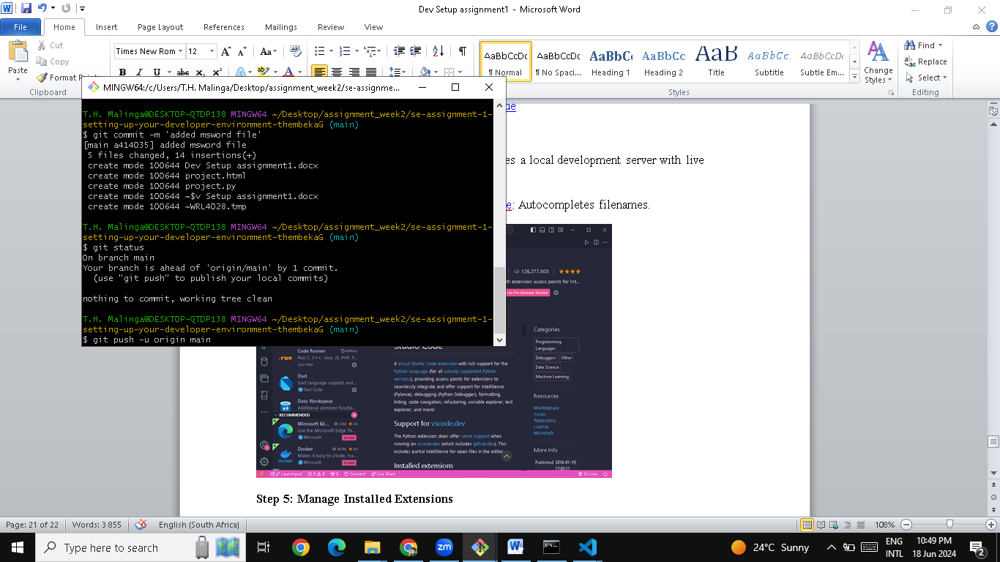 Dev Setup assignment1 - Microsoft Word
File Home Insert Page Layout References Mailings Review View
Paste
Cut
Copy
Format
Clipboard
Times New Rom 12
AaBbCcDc AaBbCcDc AaBbCc AaBbCc AaB AaBbCc. AaBbCcDc
¶ Normal ¶ No Spaci... Heading 1 Heading 2 Title Subtitle Subtle Em...
Change
Styles
Styles
Find
Replace
Select
Editing
MINGW64:/c/Users/T.H. Malinga/Desktop/assignment_week2/se-assignme...
T.H. Malinga@DESKTOP-QTDP138 MINGW64 ~/Desktop/assignment_week2/se-assignment-1-
setting-up-your-developer-environment-thembekaG (main)
$ git commit -m 'added msword file'
[main a414035] added msword file
5 files changed, 14 insertions(+)
create mode 100644 Dev Setup assignment1.docx
create mode 100644 project.html
create mode 100644 project.py
create mode 100644 ~$v Setup assignment1.docx
create mode 100644 ~WRL4028.tmp
T.H. Malinga@DESKTOP-QTDP138 MINGW64 ~/Desktop/assignment_week2/se-assignment-1-
setting-up-your-developer-environment-thembekaG (main)
$ git status
On branch main
Your branch is ahead of 'origin/main' by 1 commit.
(use "git push" to publish your local commits)
nothing to commit, working tree clean
T.H. Malinga@DESKTOP-QTDP138 MINGW64 ~/Desktop/assignment_week2/se-assignment-1-
setting-up-your-developer-environment-thembekaG (main)
$ git push -u origin main
de
es a local development server with live
e: Autocompletes filenames.
126,277,003
th extension access points for Int...
n to Pre-Release Version
Code Runner
Run C, C++, Java, JS, PHP, P...
Jun Han
Dart
Dart language support and ...
Dart Code
Data Workspace
Additional common functio...
RECOMMENDED 4
Microsoft Ed... 35M 4.5
Use the Microsoft Edge To...
Microsoft Install
Docker 36.5M 4.5
Makes it easy to create, ma...
Microsoft Install
Studio Code
A Visual Studio Code extension with rich support for the
Python language (for all actively supported Python
versions), providing access points for extensions to
seamlessly integrate and offer support for IntelliSense
(Pylance), debugging (Python Debugger), formatting,
linting, code navigation, refactoring, variable explorer, test
explorer, and more!
Support for vscode.dev
The Python extension does offer some support when
running on vscode.dev (which includes github.dev). This
includes partial IntelliSense for open files in the editor.
Installed extensions
Categories
Programming
Languages
Debuggers Other
Data Science
Machine Learning
Resources
Marketplace
Issues
Repository
License
Microsoft
More Info
Published 2016-01-19,
17:03:11
Launchpad 0 0 0 Connect Live Share Go Live
Step 5: Manage Installed Extensions
Page: 21 of 22 Words: 3 855 English (South Africa) 108%
Type here to search
24°C Sunny
ENG
INTL
10:49 PM
18 Jun 2024
2